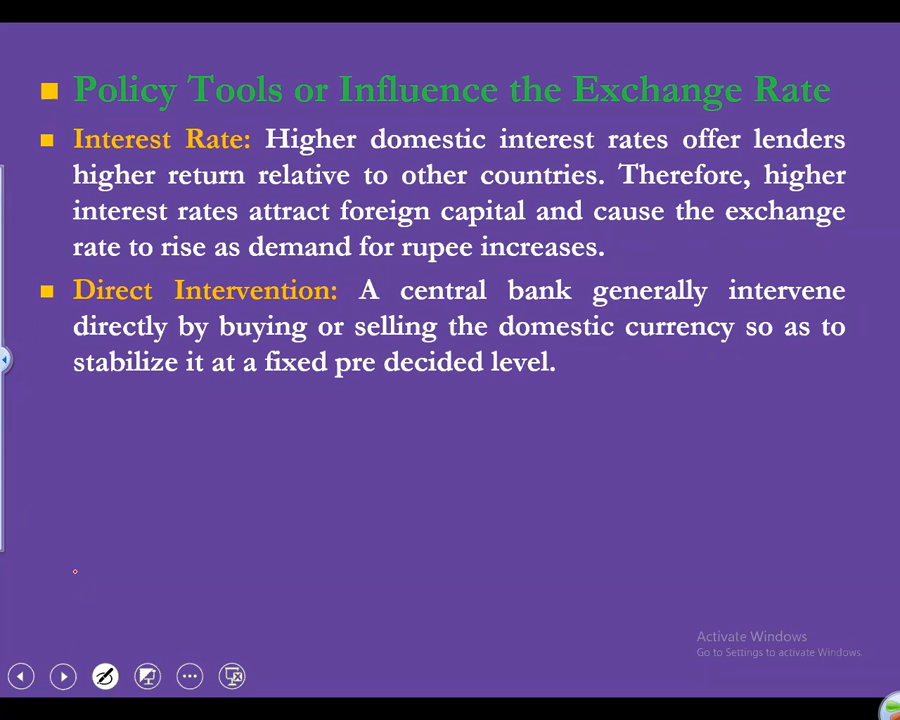 Policy Tools or Influence the Exchange Rate
Interest Rate: Higher domestic interest rates offer lenders
higher return relative to other countries. Therefore, higher
interest rates attract foreign capital and cause the exchange
rate to rise as demand for rupee increases.
Direct Intervention: A central bank generally intervene
directly by buying or selling the domestic currency so as to
stabilize it at a fixed pre decided level.
Activate Windows
Go to Settings to activate Windows.